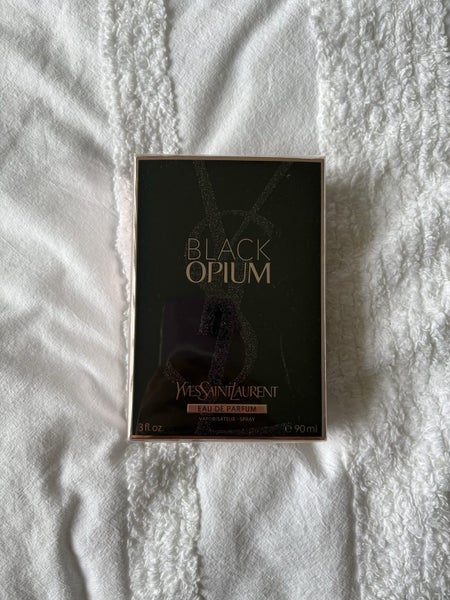 BLACK
OPIUM
YVESSAINTLAURENT
EAU DE PARFUM
VAPORISATEUR - SPRAY
3 fl.oz. ℮ 90 ml